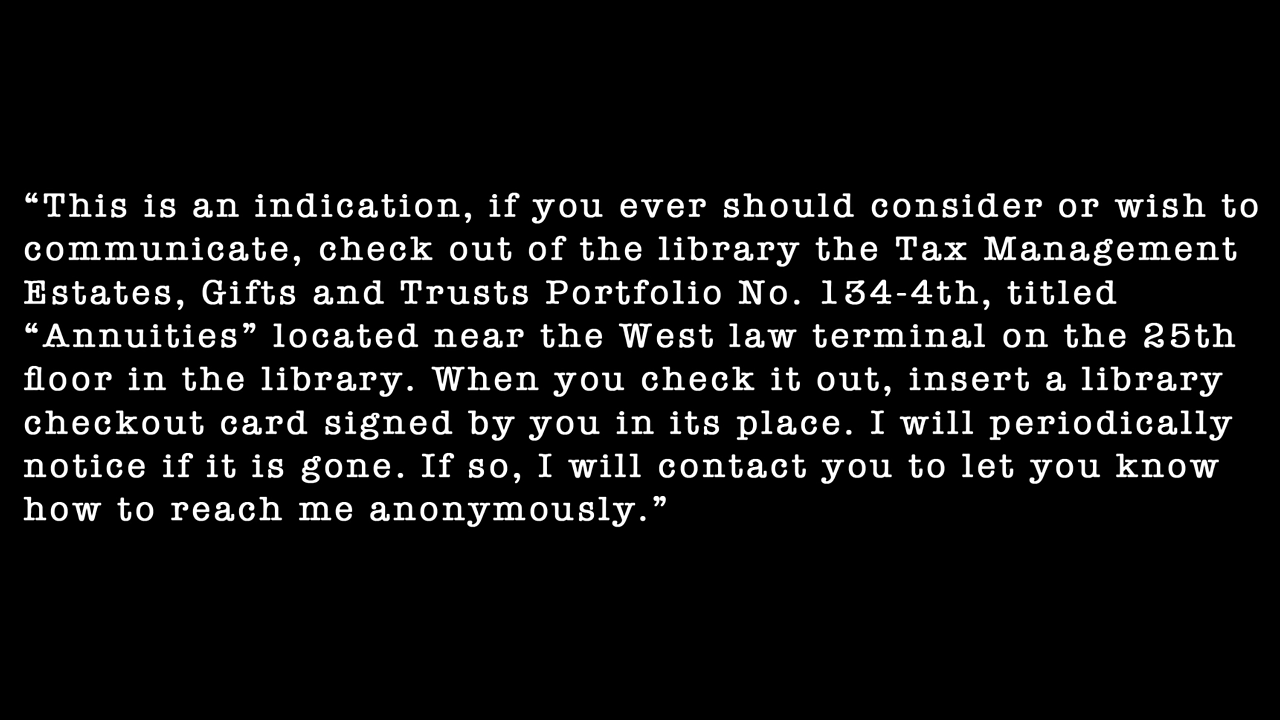 “This is an indication, if you ever should consider or wish to
communicate, check out of the library the Tax Management
Estates, Gifts and Trusts Portfolio No. 134-4th, titled
“Annuities” located near the West law terminal on the 25th
floor in the library. When you check it out, insert a library
checkout card signed by you in its place. I will periodically
notice if it is gone. If so, I will contact you to let you know
how to reach me anonymously.”